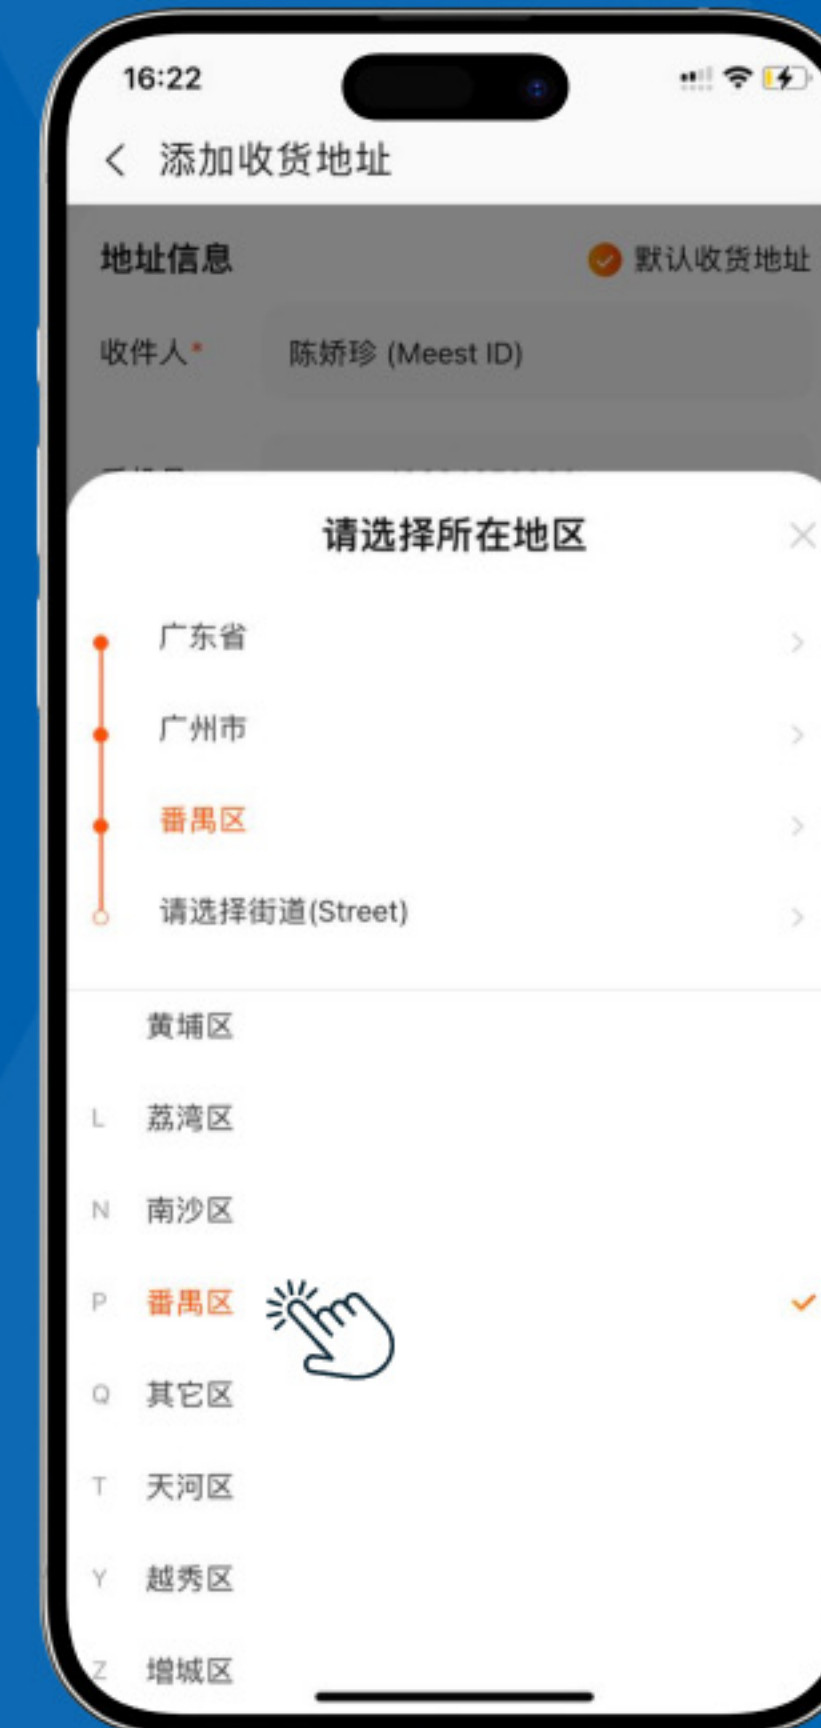 16:22
添加收货地址
地址信息 默认收货地址
收件人* 陈娇珍 (Meest ID)
请选择所在地区
广东省
广州市
番禺区
请选择街道(Street)
黄埔区
L 荔湾区
N 南沙区
P 番禺区
Q 其它区
T 天河区
Y 越秀区
Z 增城区